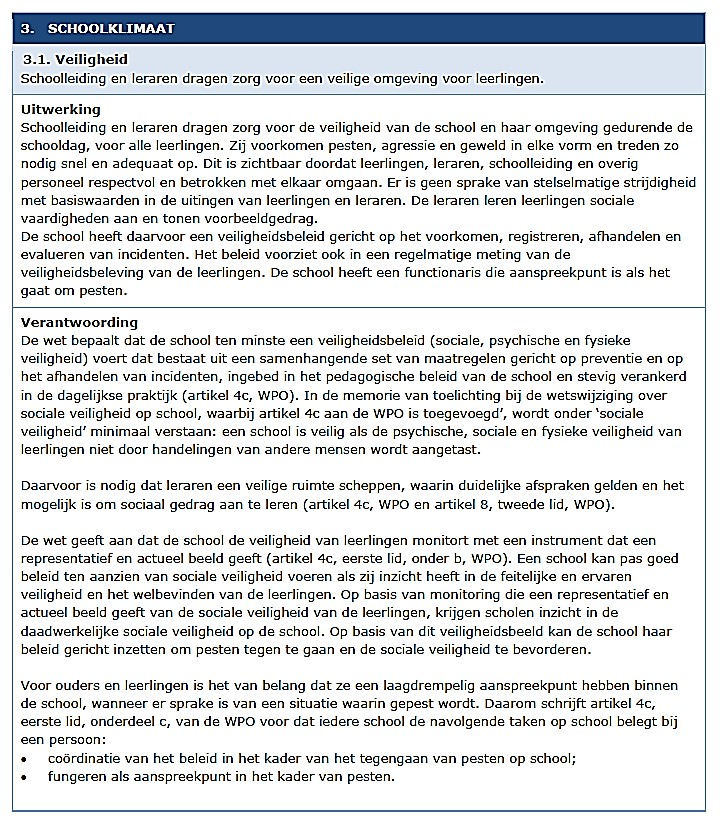 3. SCHOOLKLIMAAT
3.1. Veiligheid
Schoolleiding en leraren dragen zorg voor een veilige omgeving voor leerlingen.
Uitwerking
Schoolleiding en leraren dragen zorg voor de veiligheid van de school en haar omgeving gedurende de
schooldag, voor alle leerlingen. Zij voorkomen pesten, agressie en geweld in elke vorm en treden zo
nodig snel en adequaat op. Dit is zichtbaar doordat leerlingen, leraren, schoolleiding en overig
personeel respectvol en betrokken met elkaar omgaan. Er is geen sprake van stelselmatige strijdigheid
met basiswaarden in de uitingen van leerlingen en leraren. De leraren leren leerlingen sociale
vaardigheden aan en tonen voorbeeldgedrag.
De school heeft daarvoor een veiligheidsbeleid gericht op het voorkomen, registreren, afhandelen en
evalueren van incidenten. Het beleid voorziet ook in een regelmatige meting van de
veiligheidsbeleving van de leerlingen. De school heeft een functionaris die aanspreekpunt is als het
gaat om pesten.
Verantwoording
De wet bepaalt dat de school ten minste een veiligheidsbeleid (sociale, psychische en fysieke
veiligheid) voert dat bestaat uit een samenhangende set van maatregelen gericht op preventie en op
het afhandelen van incidenten, ingebed in het pedagogische beleid van de school en stevig verankerd
in de dagelijkse praktijk (artikel 4c, WPO). In de memorie van toelichting bij de wetswijziging over
sociale veiligheid op school, waarbij artikel 4c aan de WPO is toegevoegd’, wordt onder ‘sociale
veiligheid’ minimaal verstaan: een school is veilig als de psychische, sociale en fysieke veiligheid van
leerlingen niet door handelingen van andere mensen wordt aangetast.
Daarvoor is nodig dat leraren een veilige ruimte scheppen, waarin duidelijke afspraken gelden en het
mogelijk is om sociaal gedrag aan te leren (artikel 4c, WPO en artikel 8, tweede lid, WPO).
De wet geeft aan dat de school de veiligheid van leerlingen monitort met een instrument dat een
representatief en actueel beeld geeft (artikel 4c, eerste lid, onder b, WPO). Een school kan pas goed
beleid ten aanzien van sociale veiligheid voeren als zij inzicht heeft in de feitelijke en ervaren
veiligheid en het welbevinden van de leerlingen. Op basis van monitoring die een representatief en
actueel beeld geeft van de sociale veiligheid van de leerlingen, krijgen scholen inzicht in de
daadwerkelijke sociale veiligheid op de school. Op basis van dit veiligheidsbeeld kan de school haar
beleid gericht inzetten om pesten tegen te gaan en de sociale veiligheid te bevorderen.
Voor ouders en leerlingen is het van belang dat ze een laagdrempelig aanspreekpunt hebben binnen
de school, wanneer er sprake is van een situatie waarin gepest wordt. Daarom schrijft artikel 4c,
eerste lid, onderdeel c, van de WPO voor dat iedere school de navolgende taken op school belegt bij
een persoon:
• coördinatie van het beleid in het kader van het tegengaan van pesten op school;
• fungeren als aanspreekpunt in het kader van pesten.